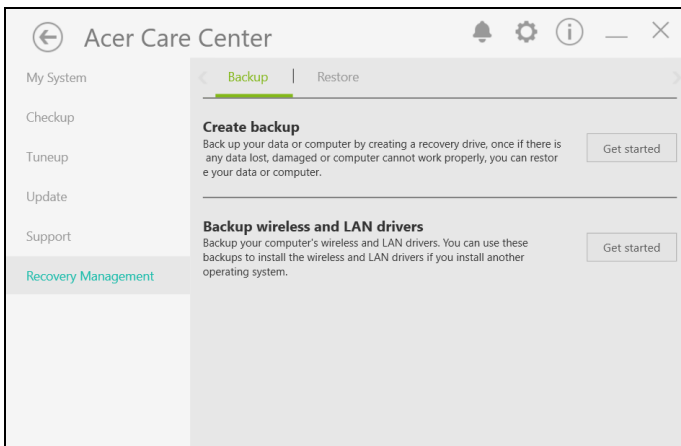 Acer Care Center
My System
Checkup
Tuneup
Update
Support
Recovery Management
Backup
Restore
Create backup
Back up your data or computer by creating a recovery drive, once if there is
any data lost, damaged or computer cannot work properly, you can restor
e your data or computer.
Get started
Backup wireless and LAN drivers
Backup your computer's wireless and LAN drivers. You can use these
backups to install the wireless and LAN drivers if you install another
operating system.
Get started